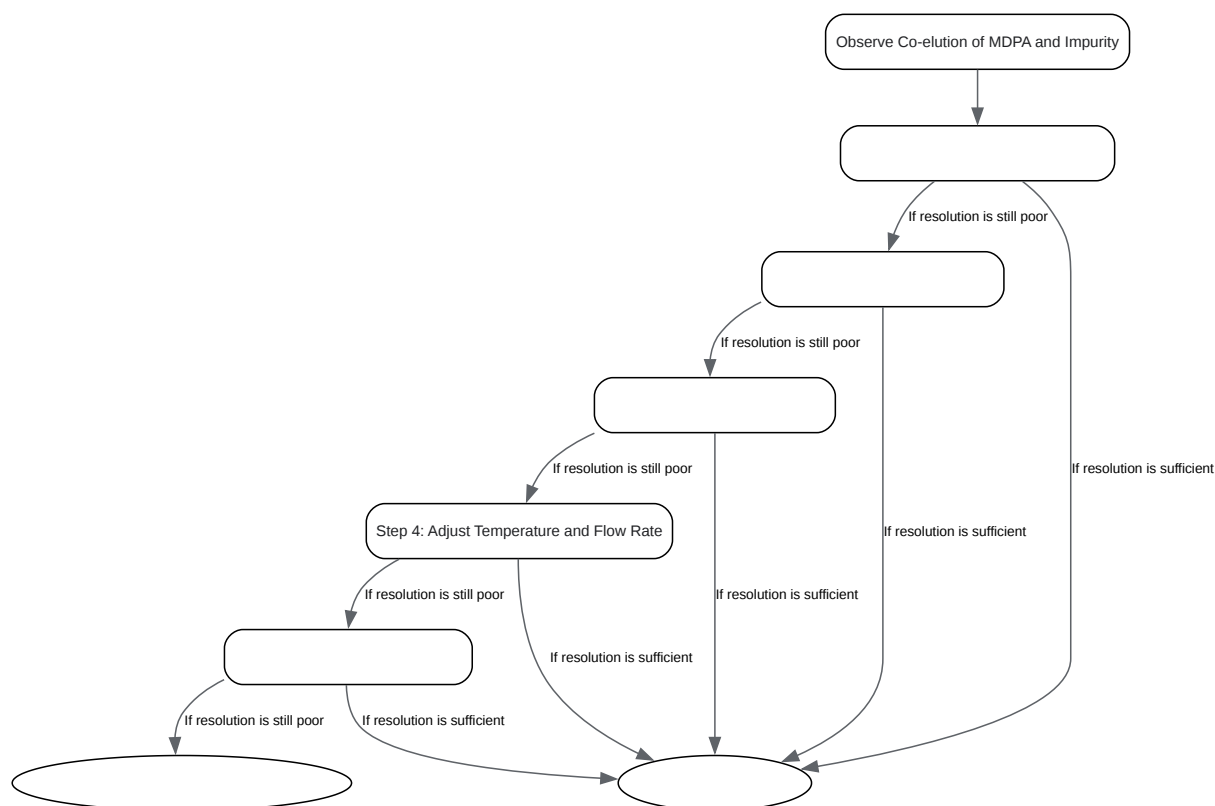 Observe Co-elution of MDPA and Impurity
If resolution is still poor
If resolution is still poor
If resolution is still poor
If resolution is sufficient
Step 4: Adjust Temperature and Flow Rate
If resolution is sufficient
If resolution is still poor
If resolution is sufficient
If resolution is sufficient
If resolution is still poor
If resolution is sufficient